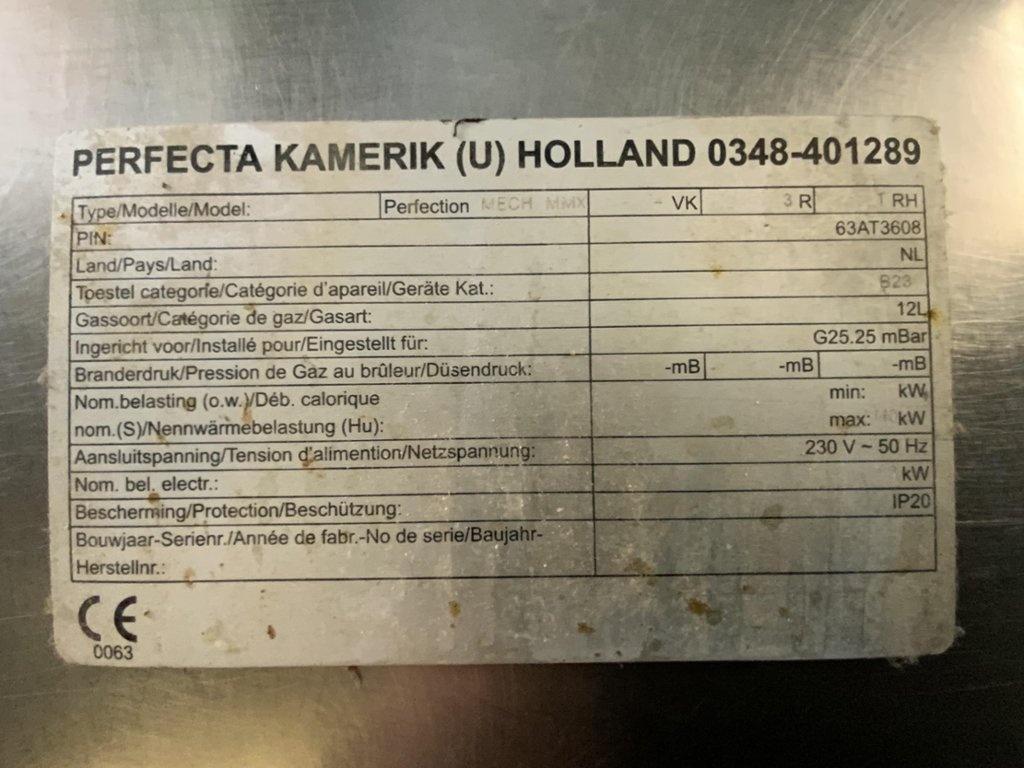 PERFECTA KAMERIK (U) HOLLAND 0348-401289
Type/Modelle/Model: Perfection MECH MMX - VK 3 R T RH
PIN: 63AT3608
Land/Pays/Land: NL
Toestel categorie/Catégorie d'apareil/Geräte Kat.: B23
Gassoort/Catégorie de gaz/Gasart: 12L
Ingericht voor/Installé pour/Eingestellt für: G25.25 mBar
Branderdruk/Pression de Gaz au brûleur/Düsendruck: -mB -mB -mB
Nom.belasting (o.w.)/Déb. calorique min: kW
nom.(S)/Nennwärmebelastung (Hu): max: kW
Aansluitspanning/Tension d'alimention/Netzspannung: 230 V ~ 50 Hz
Nom. bel. electr.: kW
Bescherming/Protection/Beschützung: IP20
Bouwjaar-Serienr./Année de fabr.-No de serie/Baujahr-
Herstellnr.:
CE
0063